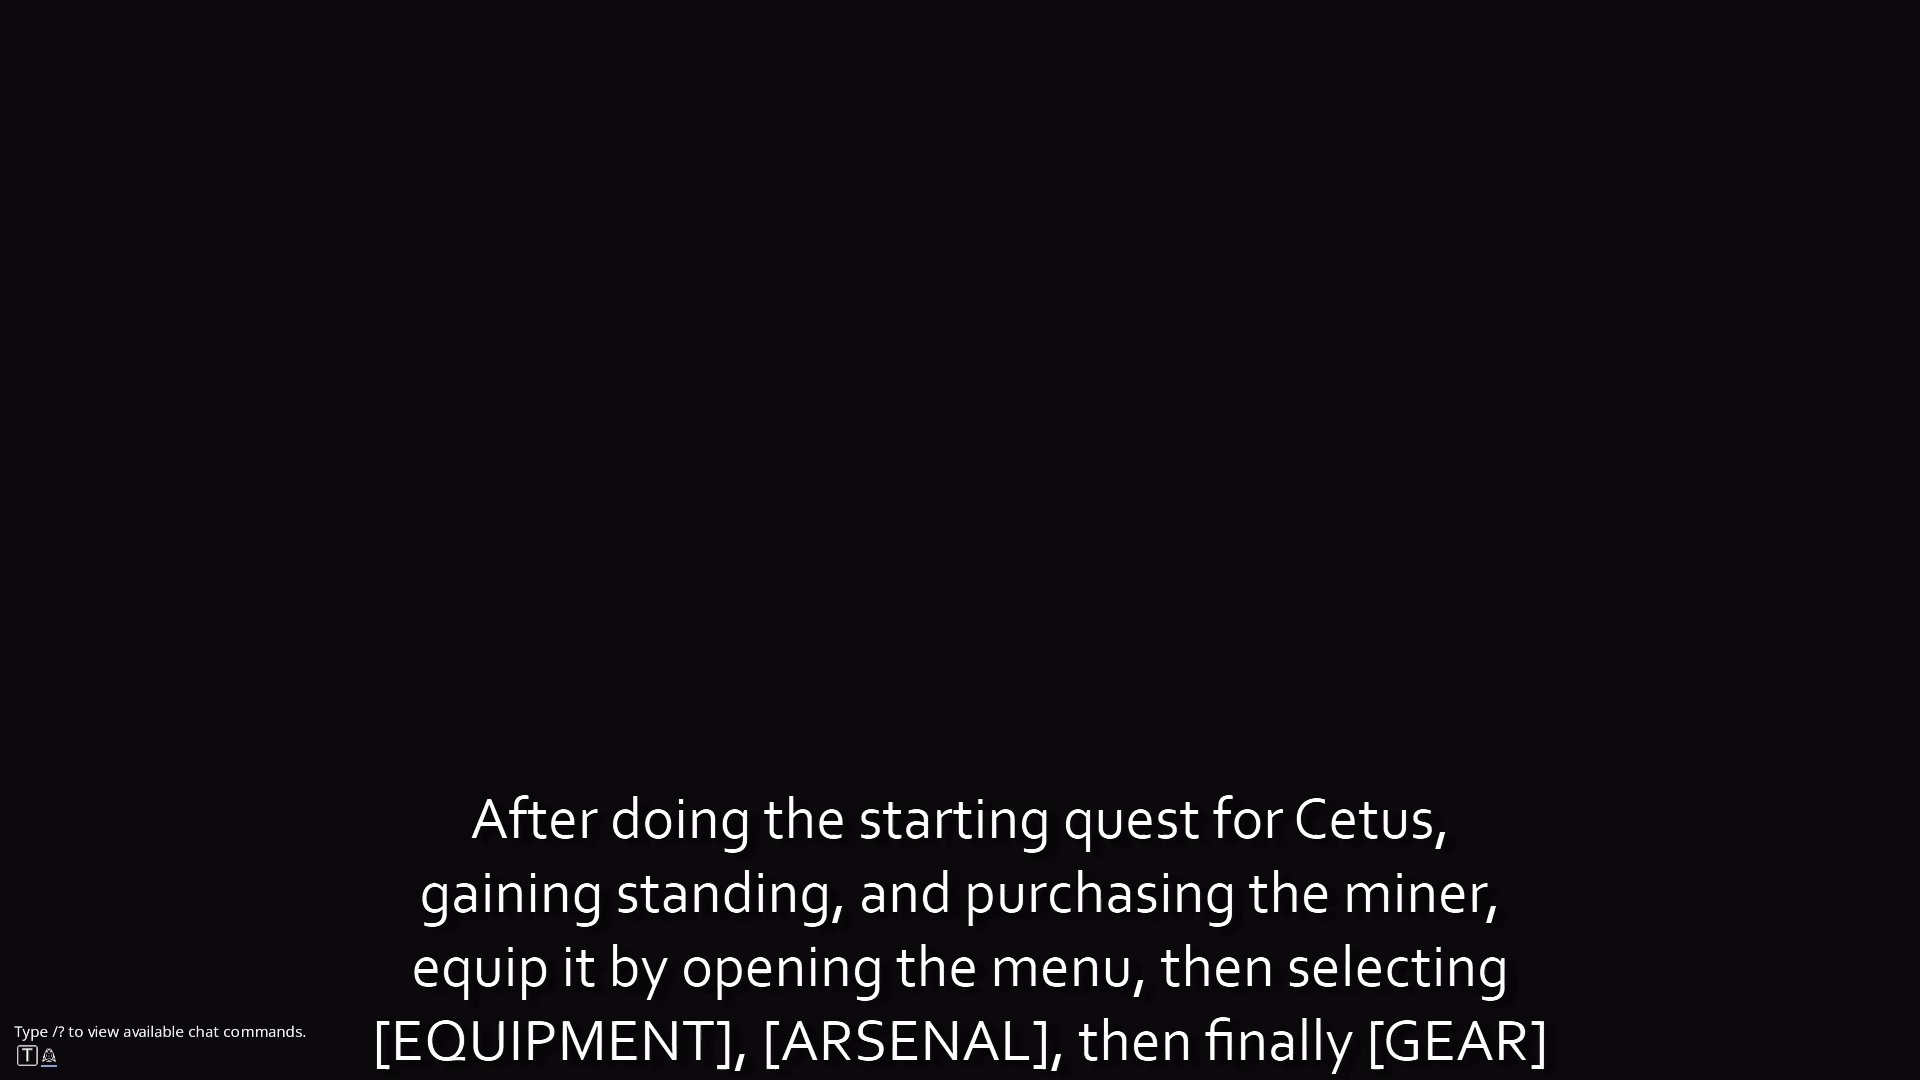 After doing the starting quest for Cetus,
gaining standing, and purchasing the miner,
equip it by opening the menu, then selecting
[EQUIPMENT], [ARSENAL], then finally [GEAR]
Type /? to view available chat commands.
T